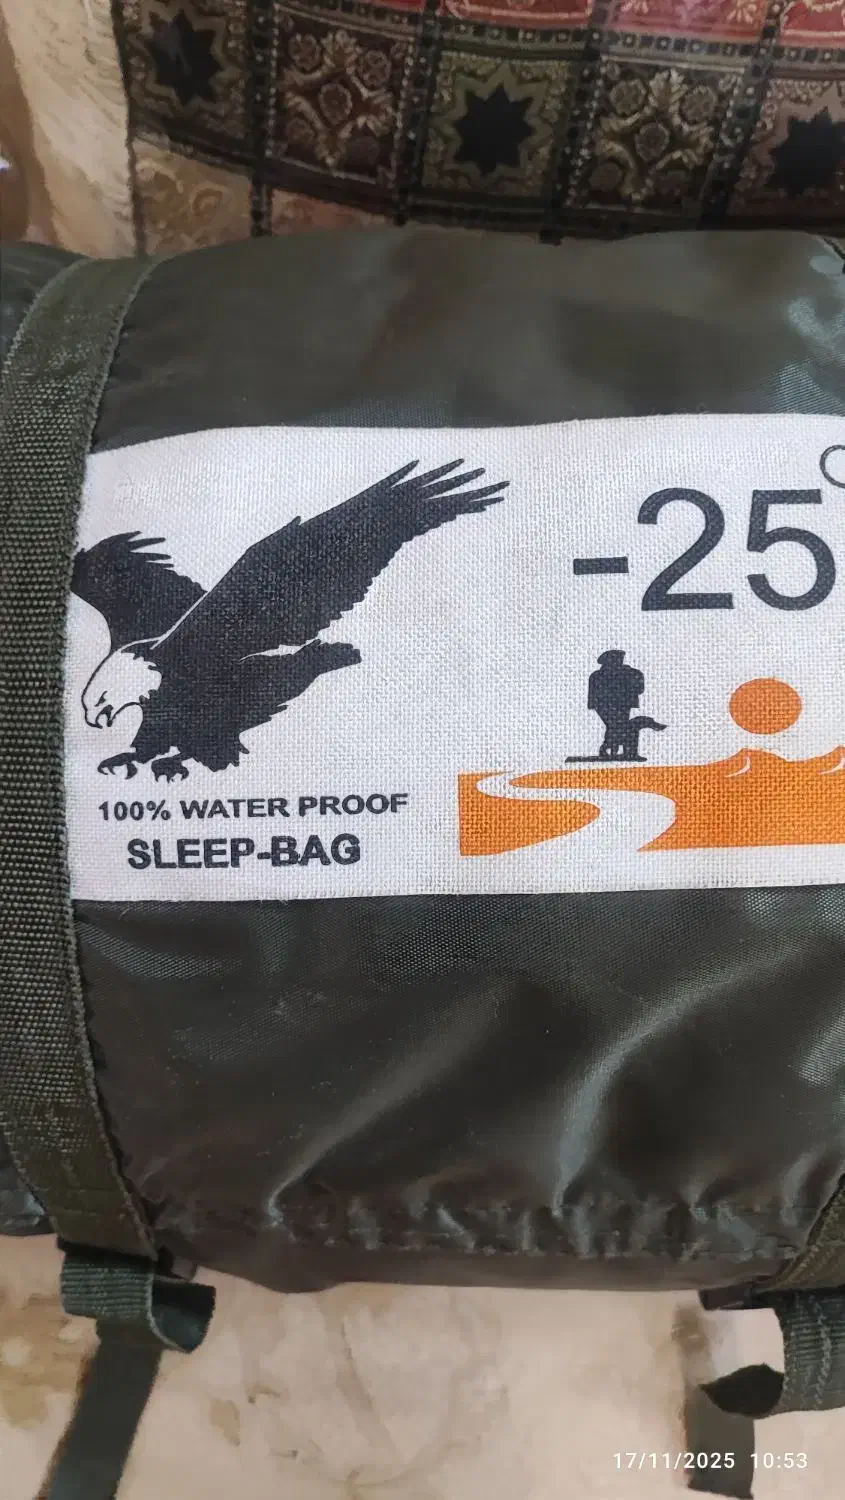 -25°
100% WATER PROOF
SLEEP-BAG
17/11/2025 10:53